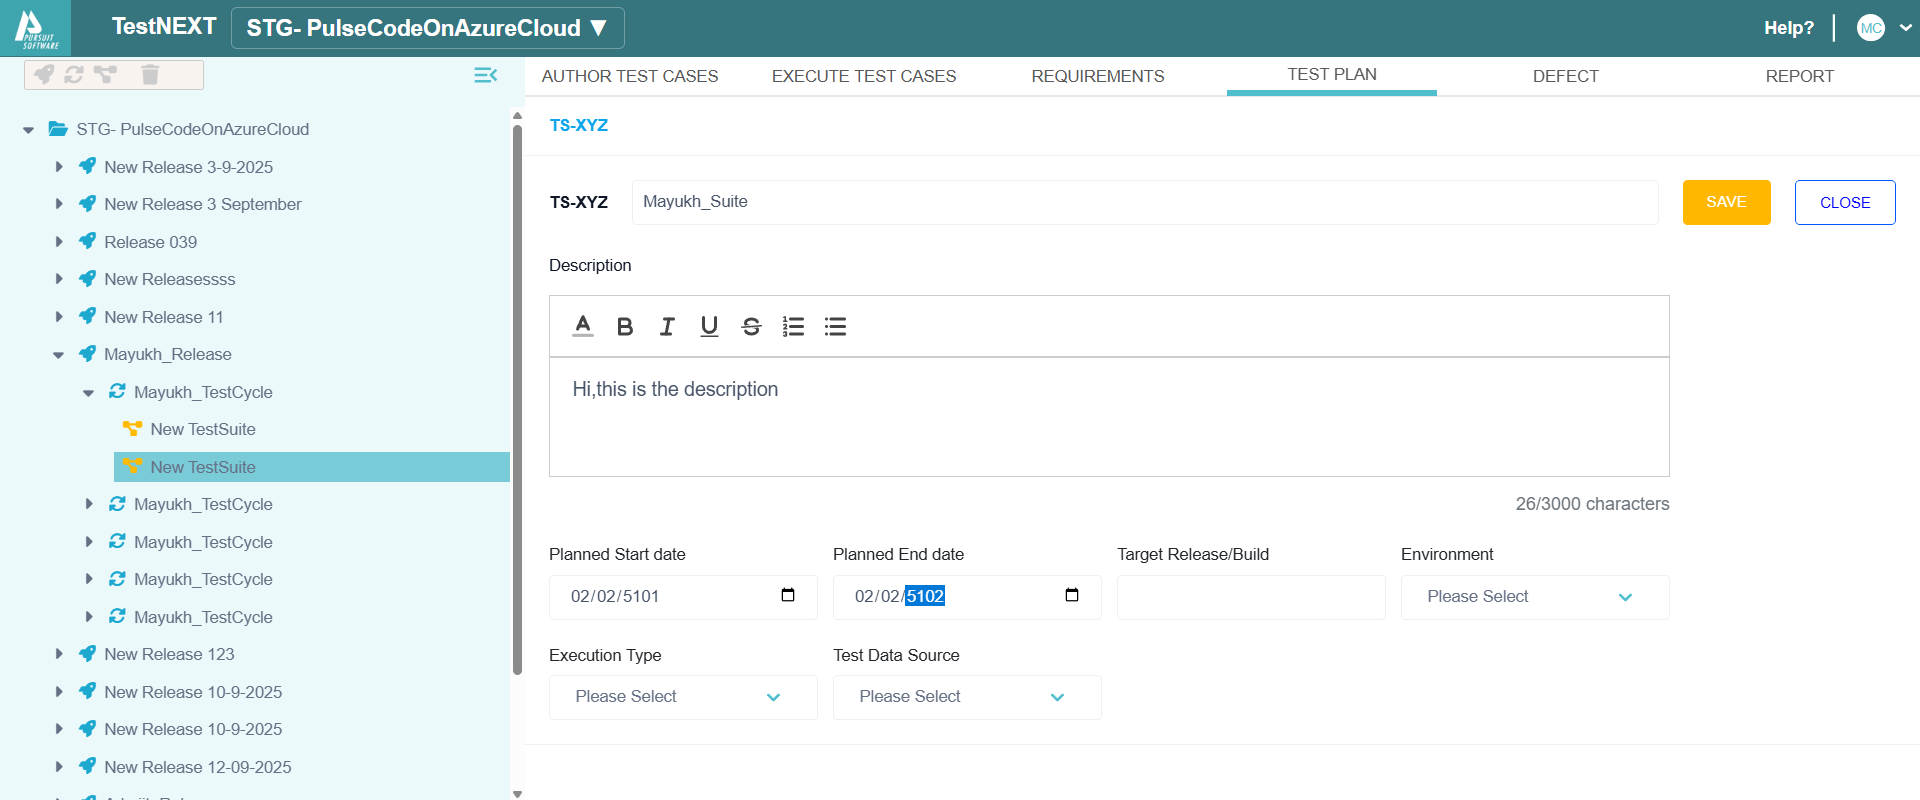 PURSUIT
SOFTWARE
TestNEXT
STG- PulseCodeOnAzureCloud ▼
Help?
MC
AUTHOR TEST CASES
EXECUTE TEST CASES
REQUIREMENTS
TEST PLAN
DEFECT
REPORT
STG- PulseCodeOnAzureCloud
New Release 3-9-2025
New Release 3 September
Release 039
New Releasessss
New Release 11
Mayukh_Release
Mayukh_TestCycle
New TestSuite
New TestSuite
Mayukh_TestCycle
Mayukh_TestCycle
Mayukh_TestCycle
Mayukh_TestCycle
New Release 123
New Release 10-9-2025
New Release 10-9-2025
New Release 12-09-2025
TS-XYZ
TS-XYZ
Mayukh_Suite
SAVE
CLOSE
Description
Hi,this is the description
26/3000 characters
Planned Start date
Planned End date
Target Release/Build
Environment
02/02/5101
02/02/5102
Please Select
Execution Type
Test Data Source
Please Select
Please Select